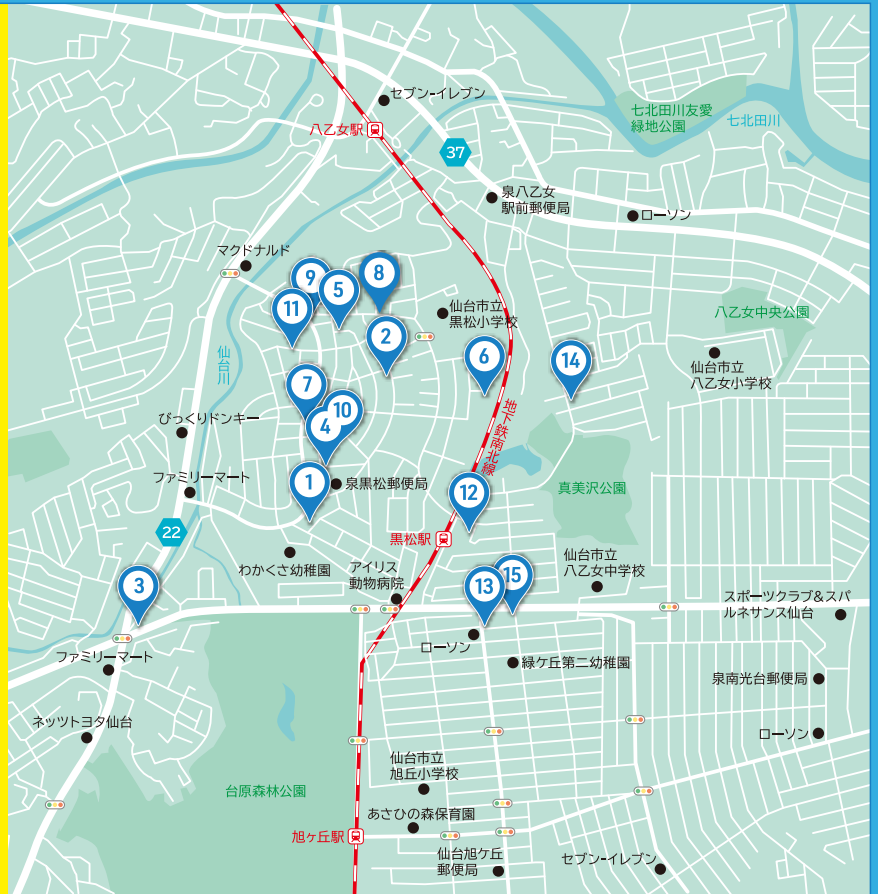 セブン-イレブン
八乙女駅
七北田川友愛
緑地公園
七北田川
37
泉八乙女
駅前郵便局
ローソン
マクドナルド
9
5
8
11
2
仙台市立
黒松小学校
八乙女中央公園
6
14
仙台市立
八乙女小学校
仙台川
7
10
4
地下鉄南北線
びっくりドンキー
ファミリーマート
1
泉黒松郵便局
12
真美沢公園
22
黒松駅
わかくさ幼稚園
アイリス
動物病院
仙台市立
八乙女中学校
3
13
15
スポーツクラブ&スパ
ルネサンス仙台
ローソン
ファミリーマート
緑ケ丘第二幼稚園
泉南光台郵便局
ネッツトヨタ仙台
ローソン
仙台市立
旭丘小学校
台原森林公園
あさひの森保育園
旭ヶ丘駅
仙台旭ケ丘
郵便局
セブン-イレブン